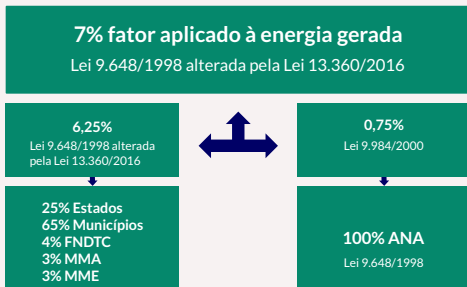 7% fator aplicado à energia gerada
Lei 9.648/1998 alterada pela Lei 13.360/2016
6,25%
Lei 9.648/1998 alterada
pela Lei 13.360/2016
0,75%
Lei 9.984/2000
25% Estados
65% Municípios
4% FNDTC
3% MMA
3% MME
100% ANA
Lei 9.648/1998